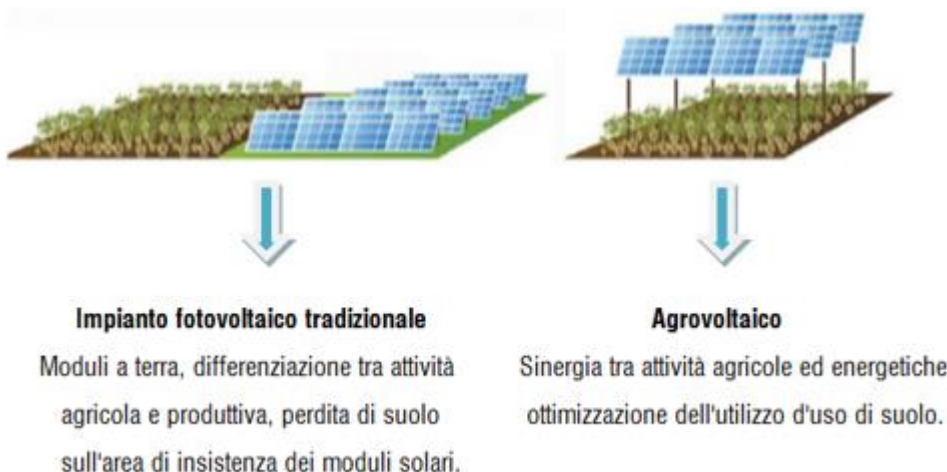 Impianto fotovoltaico tradizionale
Moduli a terra, differenziazione tra attività
agricola e produttiva, perdita di suolo
sull'area di insistenza dei moduli solari.
Agrovoltaico
Sinergia tra attività agricole ed energetiche
ottimizzazione dell'utilizzo d'uso di suolo.